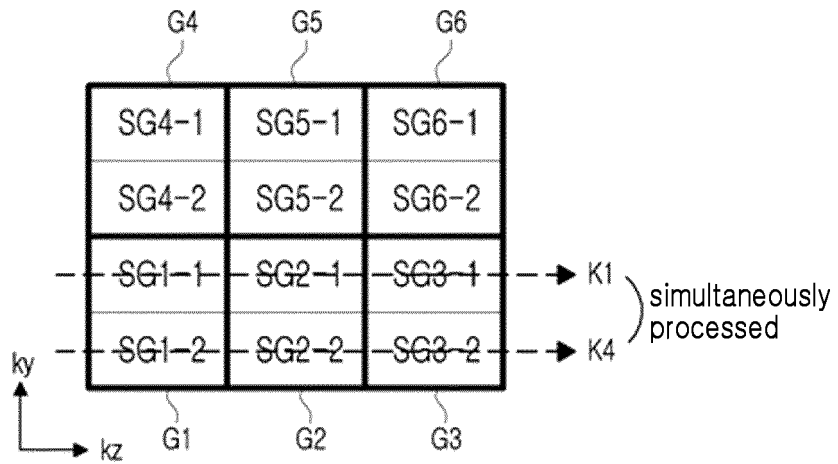 G4 G5 G6
SG4-1 SG5-1 SG6-1
SG4-2 SG5-2 SG6-2
SG1-1 SG2-1 SG3-1 K1
simultaneously
processed
SG1-2 SG2-2 SG3-2 K4
ky
kz
G1 G2 G3